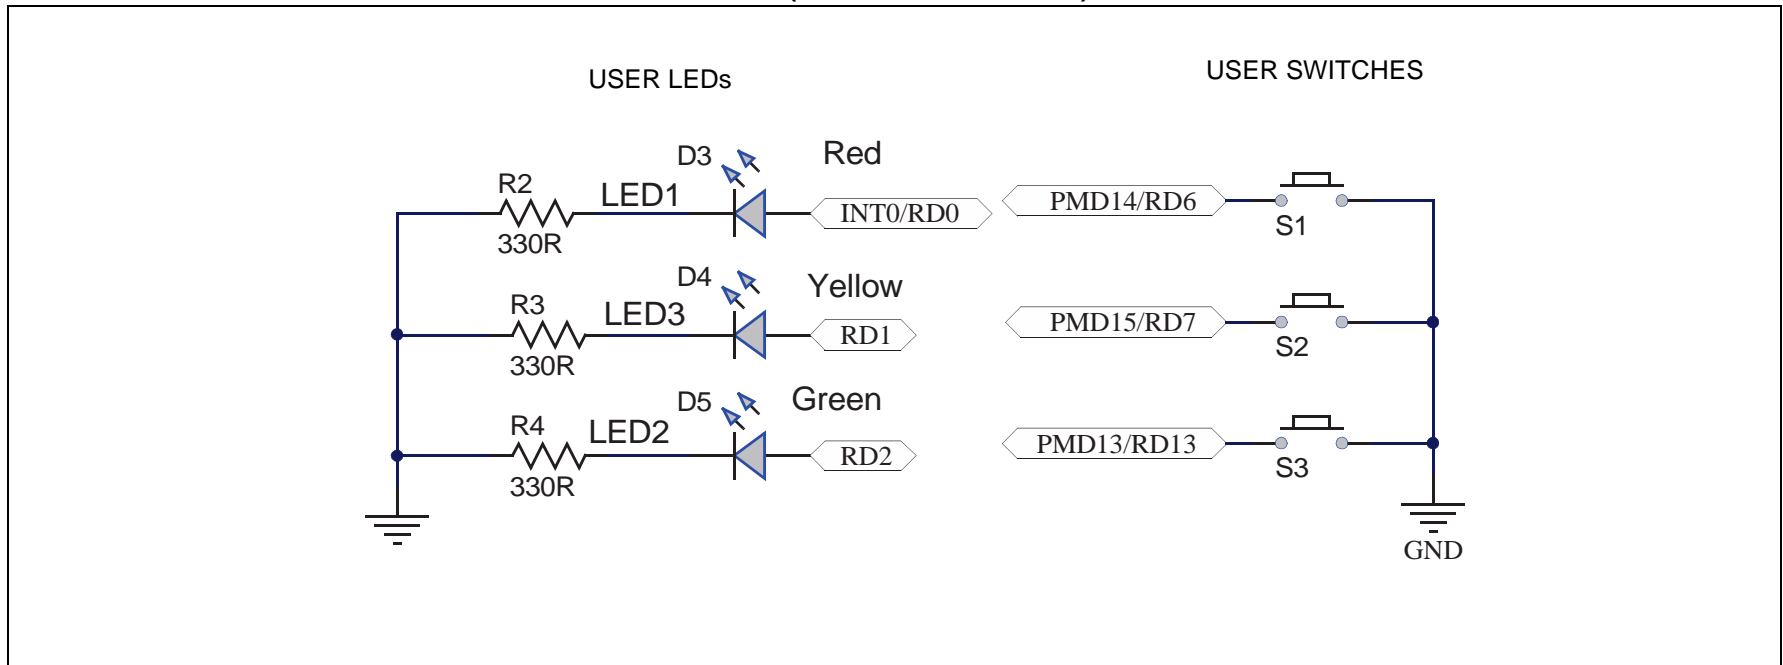 USER LEDs
D3
Red
R2
LED1
INT0/RD0
330R
D4
Yellow
R3
LED3
RD1
330R
D5
Green
R4
LED2
RD2
330R
USER SWITCHES
PMD14/RD6
S1
PMD15/RD7
S2
PMD13/RD13
S3
GND